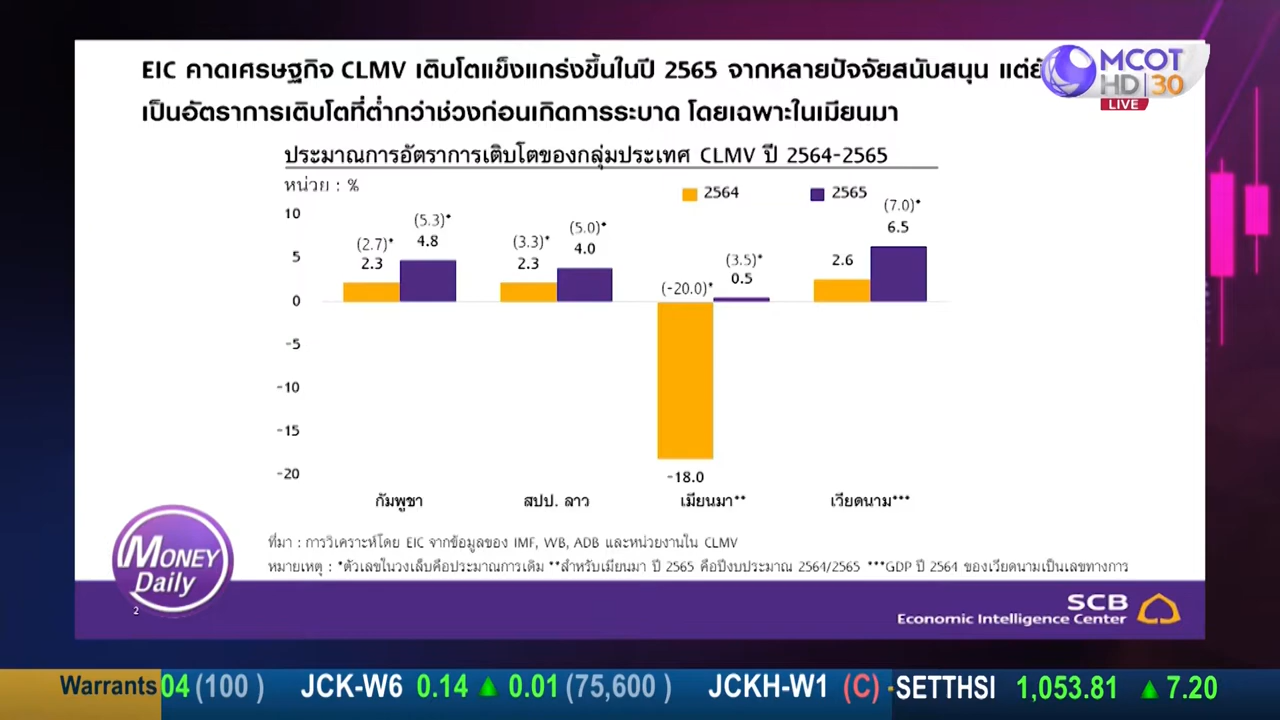 EIC คาดเศรษฐกิจ CLMV เติบโตแข็งแกร่งขึ้นในปี 2565 จากหลายปัจจัยสนับสนุน
เป็นอัตราการเติบโตที่ต่ำกว่าช่วงก่อนเกิดการระบาด โดยเฉพาะในเมียนมา
MCOT
HD 30
LIVE
ประมาณการอัตราการเติบโตของกลุ่มประเทศ CLMV ปี 2564-2565
หน่วย : %
2564
2565
10
5
0
-5
-10
-15
-20
(2.7)*
2.3
(5.3)*
4.8
(3.3)*
2.3
(5.0)*
4.0
(-20.0)*
-18.0
(3.5)*
0.5
2.6
(7.0)*
6.5
กัมพูชา
สปป. ลาว
เมียนมา**
เวียดนาม***
ที่มา : การวิเคราะห์โดย EIC จากข้อมูลของ IMF, WB, ADB และหน่วยงานใน CLMV
หมายเหตุ : *ตัวเลขในวงเล็บคือประมาณการเดิม **สำหรับเมียนมา ปี 2565 คือปีงบประมาณ 2564/2565 ***GDP ปี 2564 ของเวียดนามเป็นเลขทางการ
MONEY
Daily
2
SCB
Economic Intelligence Center
Warrants 04 (100 ) JCK-W6 0.14 ▲ 0.01 (75,600 ) JCKH-W1 (C) SETTHSI 1,053.81 ▲ 7.20